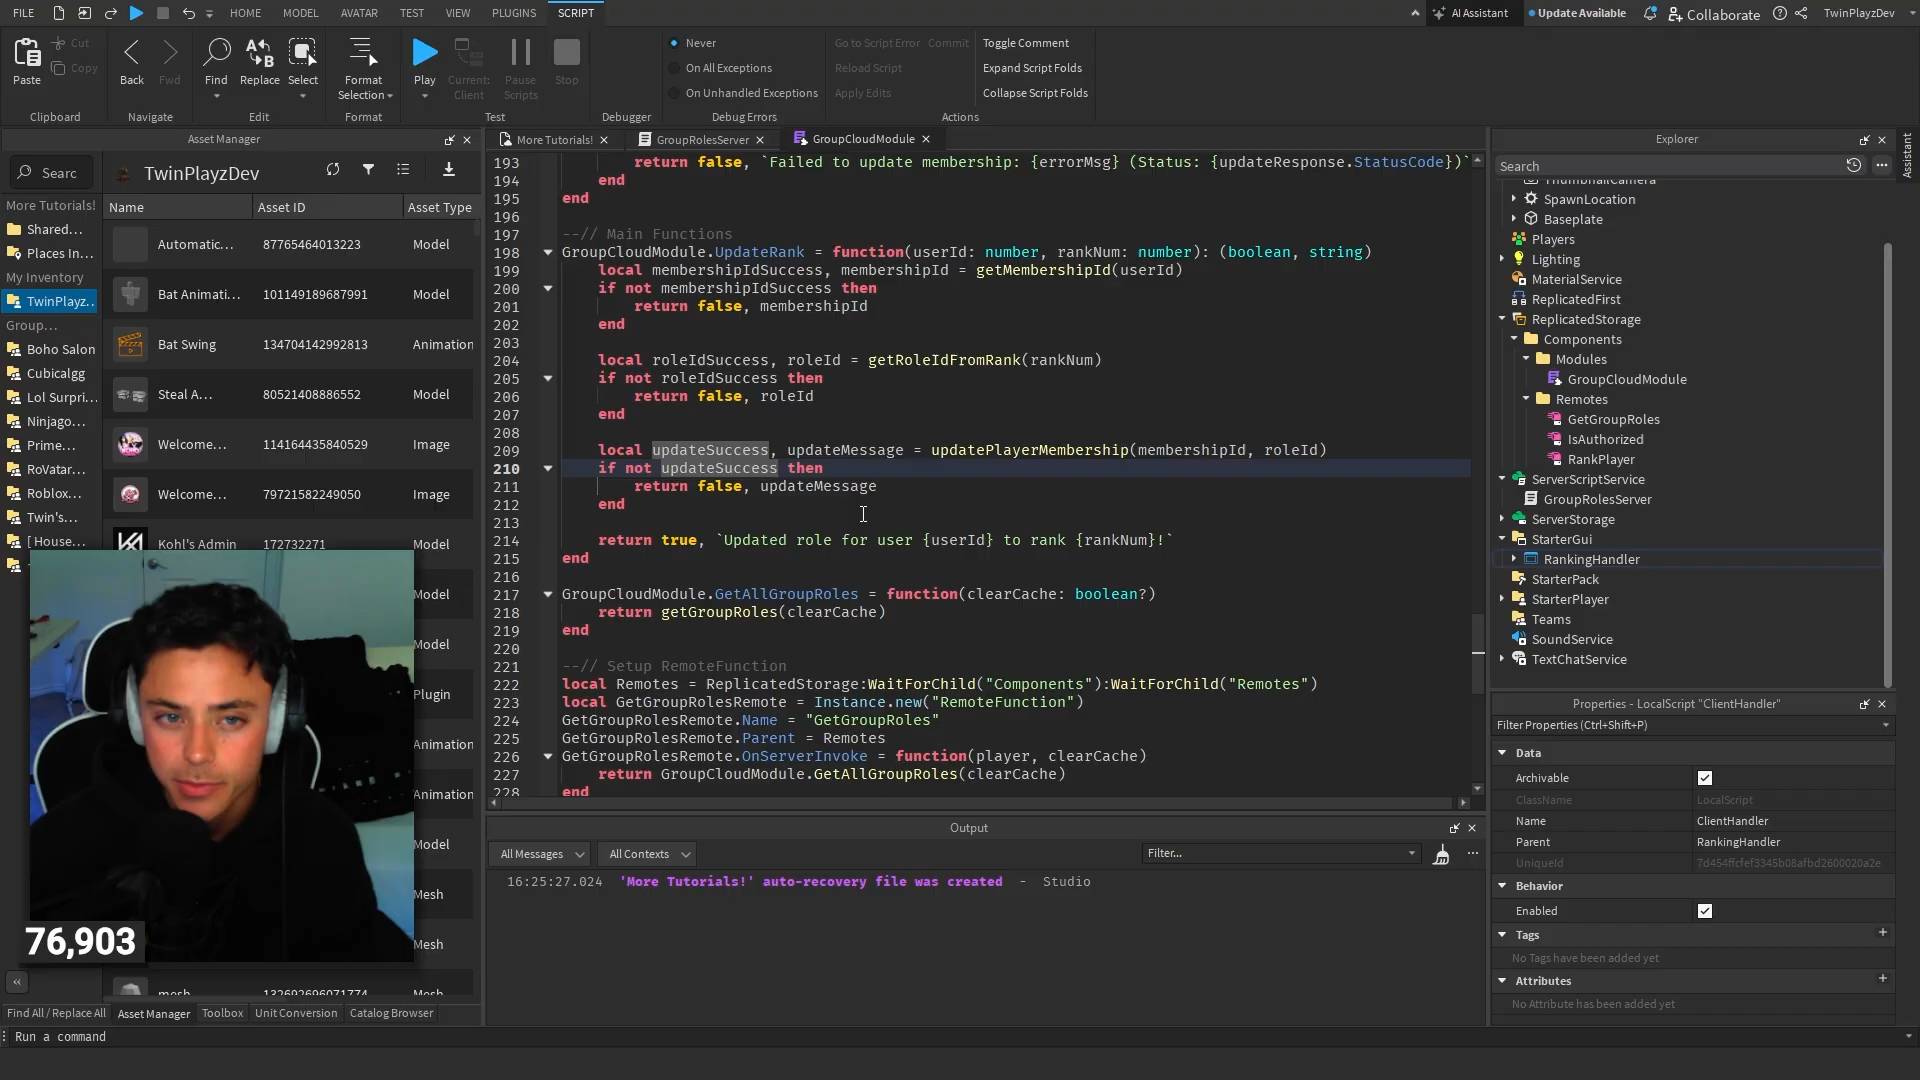 FILE HOME MODEL AVATAR TEST VIEW PLUGINS SCRIPT AI Assistant Update Available Collaborate TwinPlayzDev
Paste Cut Copy Back Fwd Find Replace Select Format Selection Play Current: Client Pause Scripts Stop
Never
On All Exceptions
On Unhandled Exceptions
Go to Script Error Commit
Reload Script
Apply Edits
Toggle Comment
Expand Script Folds
Collapse Script Folds
Clipboard Navigate Edit Format Test Debugger Debug Errors Actions
Asset Manager
Searc TwinPlayzDev
More Tutorials!
Shared...
Places In...
My Inventory
TwinPlayz..
Group...
Boho Salon
Cubicalgg
Lol Surpri...
Ninjago...
Prime...
RoVatar...
Roblox...
Twin's...
[ House...
Name Asset ID Asset Type
Automatic... 87765464013223 Model
Bat Animati... 101149189687991 Model
Bat Swing 134704142992813 Animation
Steal A... 80521408886552 Model
Welcome... 114164435840529 Image
Welcome... 79721582249050 Image
Kohl's Admin 172732271 Model
Model
Model
Plugin
Animation
Animation
Model
Mesh
Mesh
mesh 132692696071774 Mesh
76,903
Find All / Replace All Asset Manager Toolbox Unit Conversion Catalog Browser
Run a command
More Tutorials! GroupRolesServer GroupCloudModule
193 return false, `Failed to update membership: {errorMsg} (Status: {updateResponse.StatusCode})`
194 end
195 end
196
197 --// Main Functions
198 GroupCloudModule.UpdateRank = function(userId: number, rankNum: number): (boolean, string)
199 local membershipIdSuccess, membershipId = getMembershipId(userId)
200 if not membershipIdSuccess then
201 return false, membershipId
202 end
203
204 local roleIdSuccess, roleId = getRoleIdFromRank(rankNum)
205 if not roleIdSuccess then
206 return false, roleId
207 end
208
209 local updateSuccess, updateMessage = updatePlayerMembership(membershipId, roleId)
210 if not updateSuccess then
211 return false, updateMessage
212 end
213
214 return true, `Updated role for user {userId} to rank {rankNum}!`
215 end
216
217 GroupCloudModule.GetAllGroupRoles = function(clearCache: boolean?)
218 return getGroupRoles(clearCache)
219 end
220
221 --// Setup RemoteFunction
222 local Remotes = ReplicatedStorage:WaitForChild("Components"):WaitForChild("Remotes")
223 local GetGroupRolesRemote = Instance.new("RemoteFunction")
224 GetGroupRolesRemote.Name = "GetGroupRoles"
225 GetGroupRolesRemote.Parent = Remotes
226 GetGroupRolesRemote.OnServerInvoke = function(player, clearCache)
227 return GroupCloudModule.GetAllGroupRoles(clearCache)
228 end
Output
All Messages All Contexts Filter...
16:25:27.024 'More Tutorials!' auto-recovery file was created - Studio
Explorer
Search
Assistant
ThumbnailCamera
SpawnLocation
Baseplate
Players
Lighting
MaterialService
ReplicatedFirst
ReplicatedStorage
Components
Modules
GroupCloudModule
Remotes
GetGroupRoles
IsAuthorized
RankPlayer
ServerScriptService
GroupRolesServer
ServerStorage
StarterGui
RankingHandler
StarterPack
StarterPlayer
Teams
SoundService
TextChatService
Properties - LocalScript "ClientHandler"
Filter Properties (Ctrl+Shift+P)
Data
Archivable
ClassName LocalScript
Name ClientHandler
Parent RankingHandler
UniqueId 7d454ffcfef3345b08afbd2600020a2e
Behavior
Enabled
Tags
No Tags have been added yet
Attributes
No Attribute has been added yet